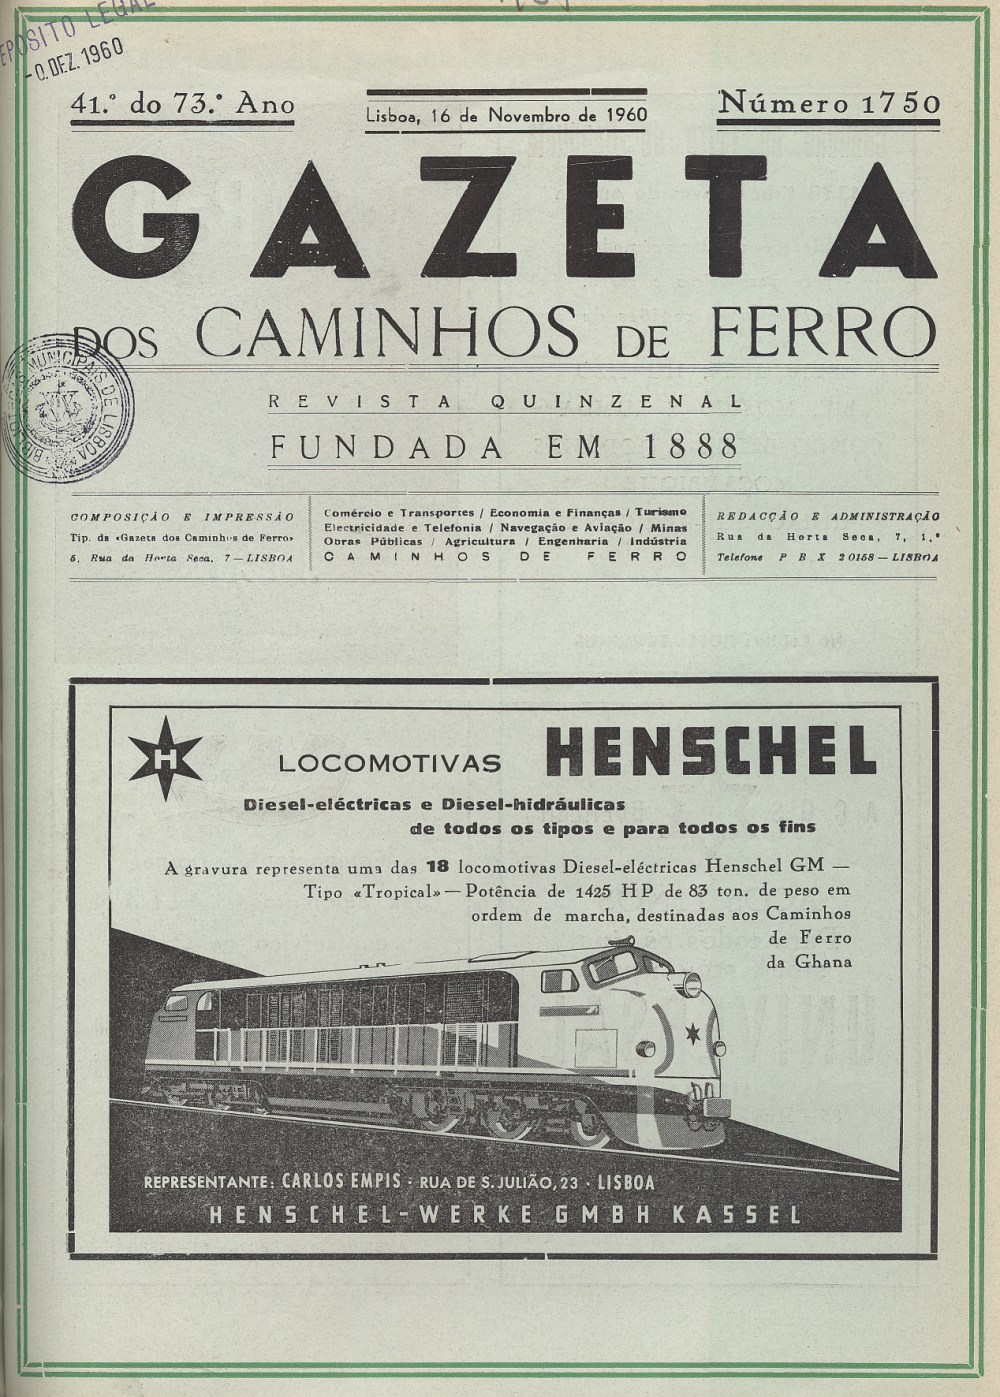 DEPÓSITO LEGAL
DEZ. 1960
41.º do 73.º Ano
Lisboa, 16 de Novembro de 1960
Número 1750
GAZETA
DOS CAMINHOS DE FERRO
REVISTA QUINZENAL
FUNDADA EM 1888
BIBLIOTECAS MUNICIPAIS DE LISBOA
COMPOSIÇÃO E IMPRESSÃO
Tip. da «Gazeta dos Caminhos de Ferro»
5, Rua da Horta Seca, 7 — LISBOA
Comércio e Transportes / Economia e Finanças / Turismo
Electricidade e Telefonia / Navegação e Aviação / Minas
Obras Públicas / Agricultura / Engenharia / Indústria
CAMINHOS DE FERRO
REDACÇÃO E ADMINISTRAÇÃO
Rua da Horta Seca, 7, 1.º
Telefone P B X 20158 — LISBOA
H
LOCOMOTIVAS HENSCHEL
Diesel-eléctricas e Diesel-hidráulicas
de todos os tipos e para todos os fins
A gravura representa uma das 18 locomotivas Diesel-eléctricas Henschel GM —
Tipo «Tropical» — Potência de 1425 HP de 83 ton. de peso em
ordem de marcha, destinadas aos Caminhos
de Ferro
da Ghana
REPRESENTANTE: CARLOS EMPIS · RUA DE S. JULIÃO, 23 · LISBOA
HENSCHEL-WERKE GMBH KASSEL